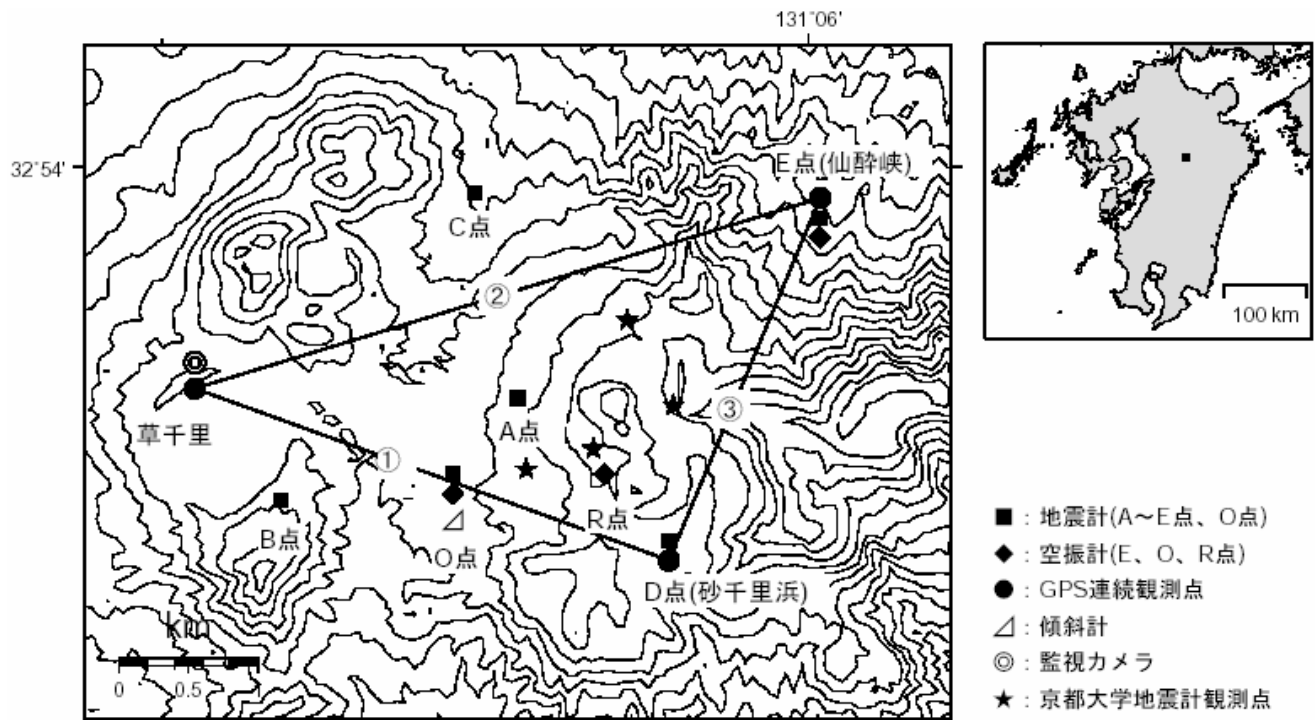 131°06'
32°54'
E点(仙酔峡)
C点
②
③
草千里
A点
①
B点
O点
R点
D点(砂千里浜)
km
0 0.5
100 km
■ : 地震計(A～E点、O点)
◆ : 空振計(E、O、R点)
● : GPS連続観測点
⊿ : 傾斜計
◎ : 監視カメラ
★ : 京都大学地震計観測点